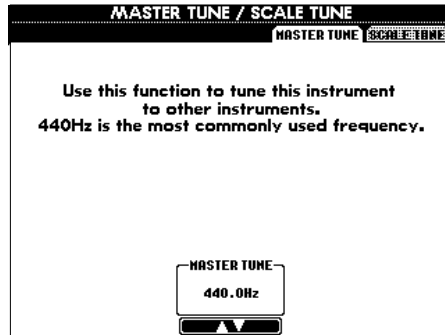 MASTER TUNE / SCALE TUNE
MASTER TUNE SCALE TUNE
Use this function to tune this instrument
to other instruments.
440Hz is the most commonly used frequency.
MASTER TUNE
440.0Hz